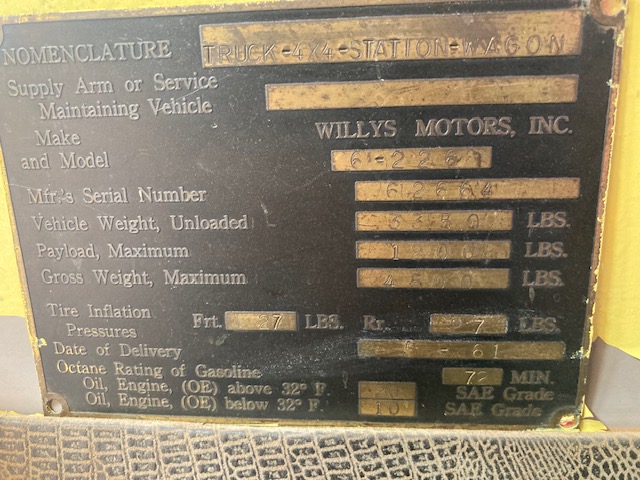 NOMENCLATURE TRUCK-4X4-STATION-WAGON
Supply Arm or Service
Maintaining Vehicle
WILLYS MOTORS, INC.
Make
and Model
Mfr.'s Serial Number 62664
Vehicle Weight, Unloaded LBS.
Payload, Maximum LBS.
Gross Weight, Maximum 4500 LBS.
Tire Inflation
Pressures Frt. 27 LBS. Rr. LBS.
Date of Delivery
Octane Rating of Gasoline 72 MIN.
Oil, Engine, (OE) above 32° F. SAE Grade
Oil, Engine, (OE) below 32° F. 10 SAE Grade